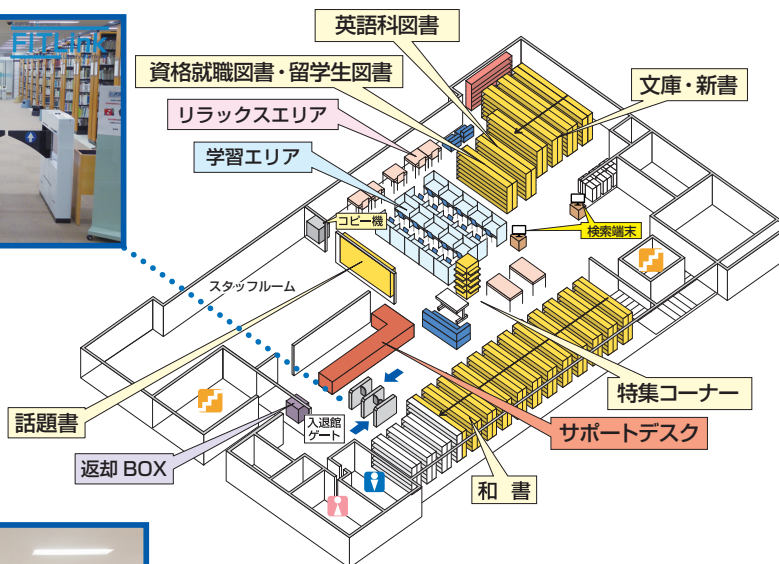 FITLink
英語科図書
資格就職図書・留学生図書
文庫・新書
リラックスエリア
学習エリア
コピー機
検索端末
スタッフルーム
特集コーナー
話題書
入退館
ゲート
サポートデスク
返却 BOX
和 書